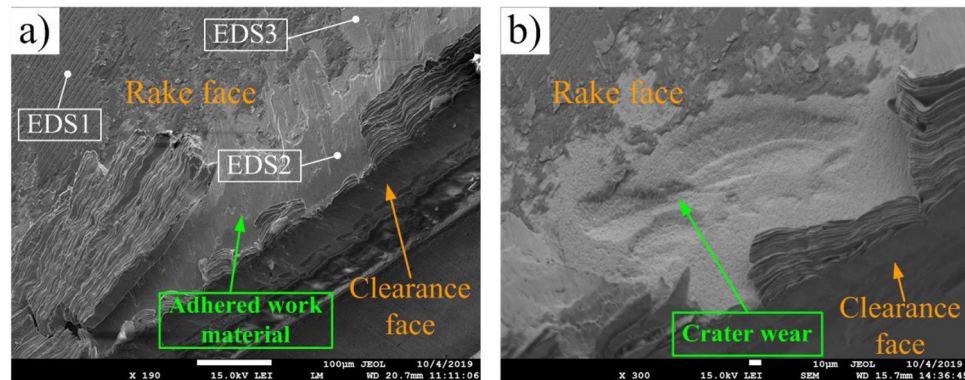 a)
EDS3
Rake face
EDS1
EDS2
Clearance
face
Adhered work
material
100μm JEOL 10/4/2019
X 190 15.0kV LEI LM WD 20.7mm 11:11:06
b)
Rake face
Clearance
face
Crater wear
10μm JEOL 10/4/2019
X 300 15.0kV LEI SEM WD 15.7mm 14:36:45